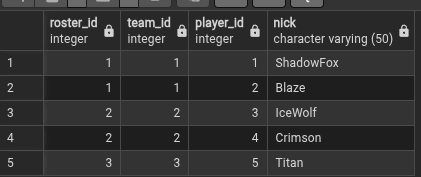 roster_id team_id player_id nick
integer integer integer character varying (50)
1 1 1 1 ShadowFox
2 1 1 2 Blaze
3 2 2 3 IceWolf
4 2 2 4 Crimson
5 3 3 5 Titan